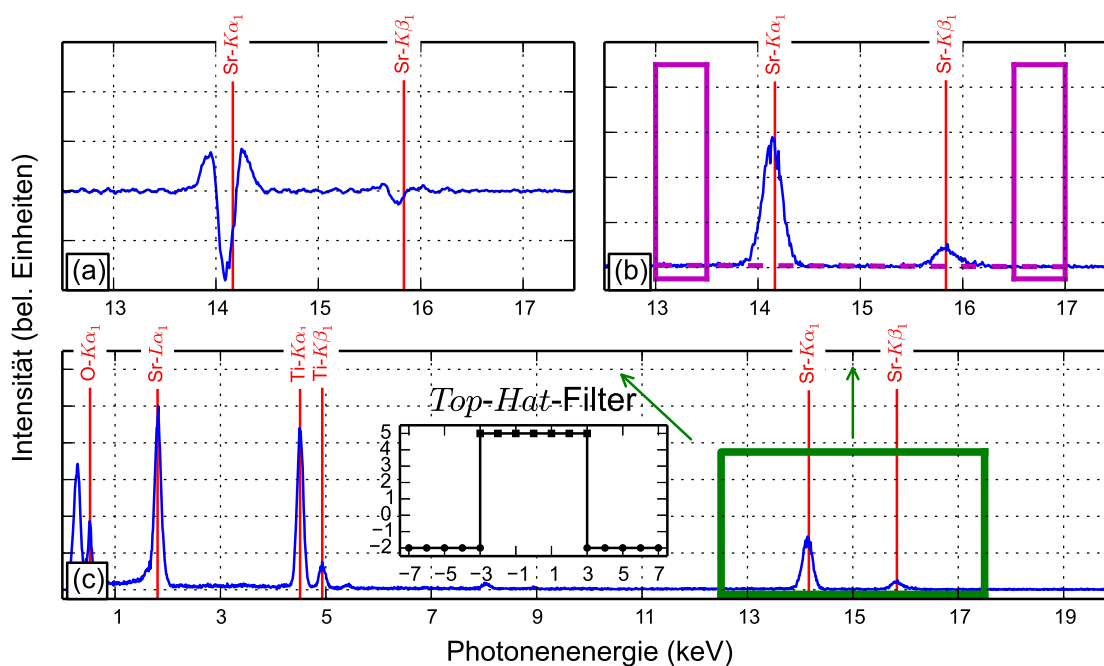 Sr-Kα1
Sr-Kβ1
Sr-Kα1
Sr-Kβ1
(a)
(b)
13 14 15 16 17
13 14 15 16 17
Intensität (bel. Einheiten)
O-Kα1
Sr-Lα1
Ti-Kα1
Ti-Kβ1
Sr-Kα1
Sr-Kβ1
Top-Hat-Filter
5
4
3
2
1
0
−1
−2
−7 −5 −3 −1 1 3 5 7
(c)
1 3 5 7 9 11 13 15 17 19
Photonenenergie (keV)